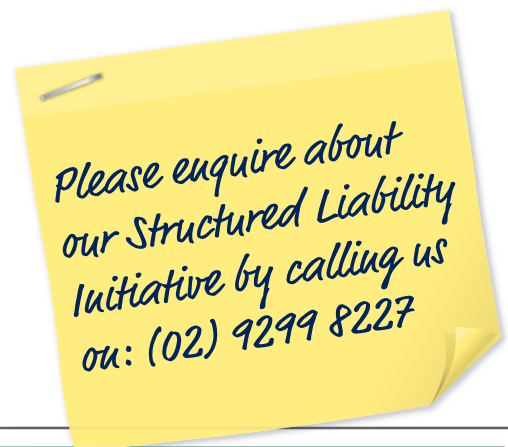 Please enquire about
our Structured Liability
Initiative by calling us
on: (02) 9299 8227